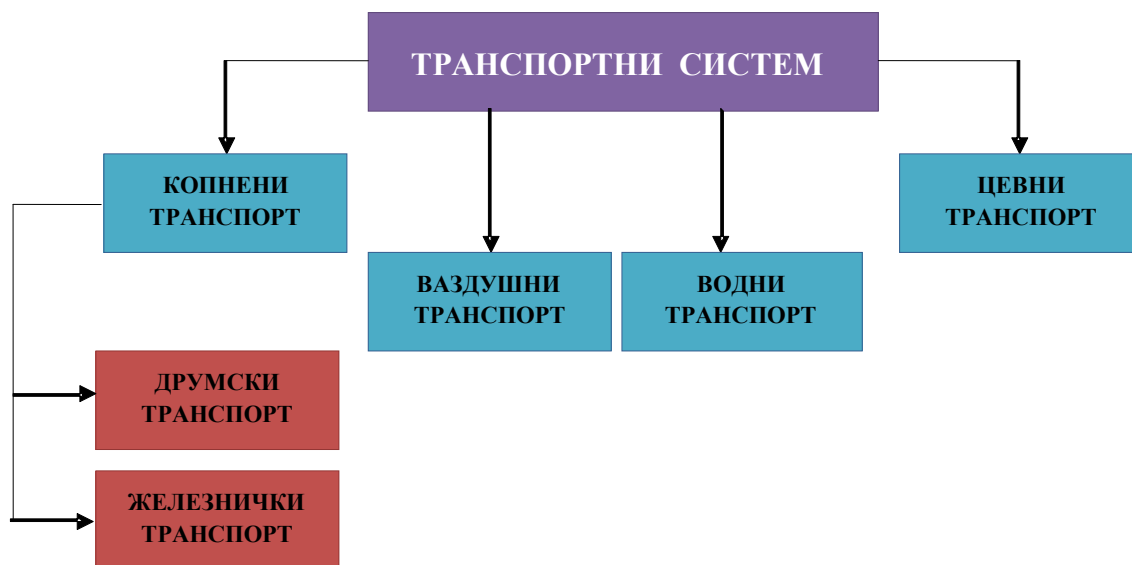 ТРАНСПОРТНИ СИСТЕМ
КОПНЕНИ
ТРАНСПОРТ
ЦЕВНИ
ТРАНСПОРТ
ВАЗДУШНИ
ТРАНСПОРТ
ВОДНИ
ТРАНСПОРТ
ДРУМСКИ
ТРАНСПОРТ
ЖЕЛЕЗНИЧКИ
ТРАНСПОРТ